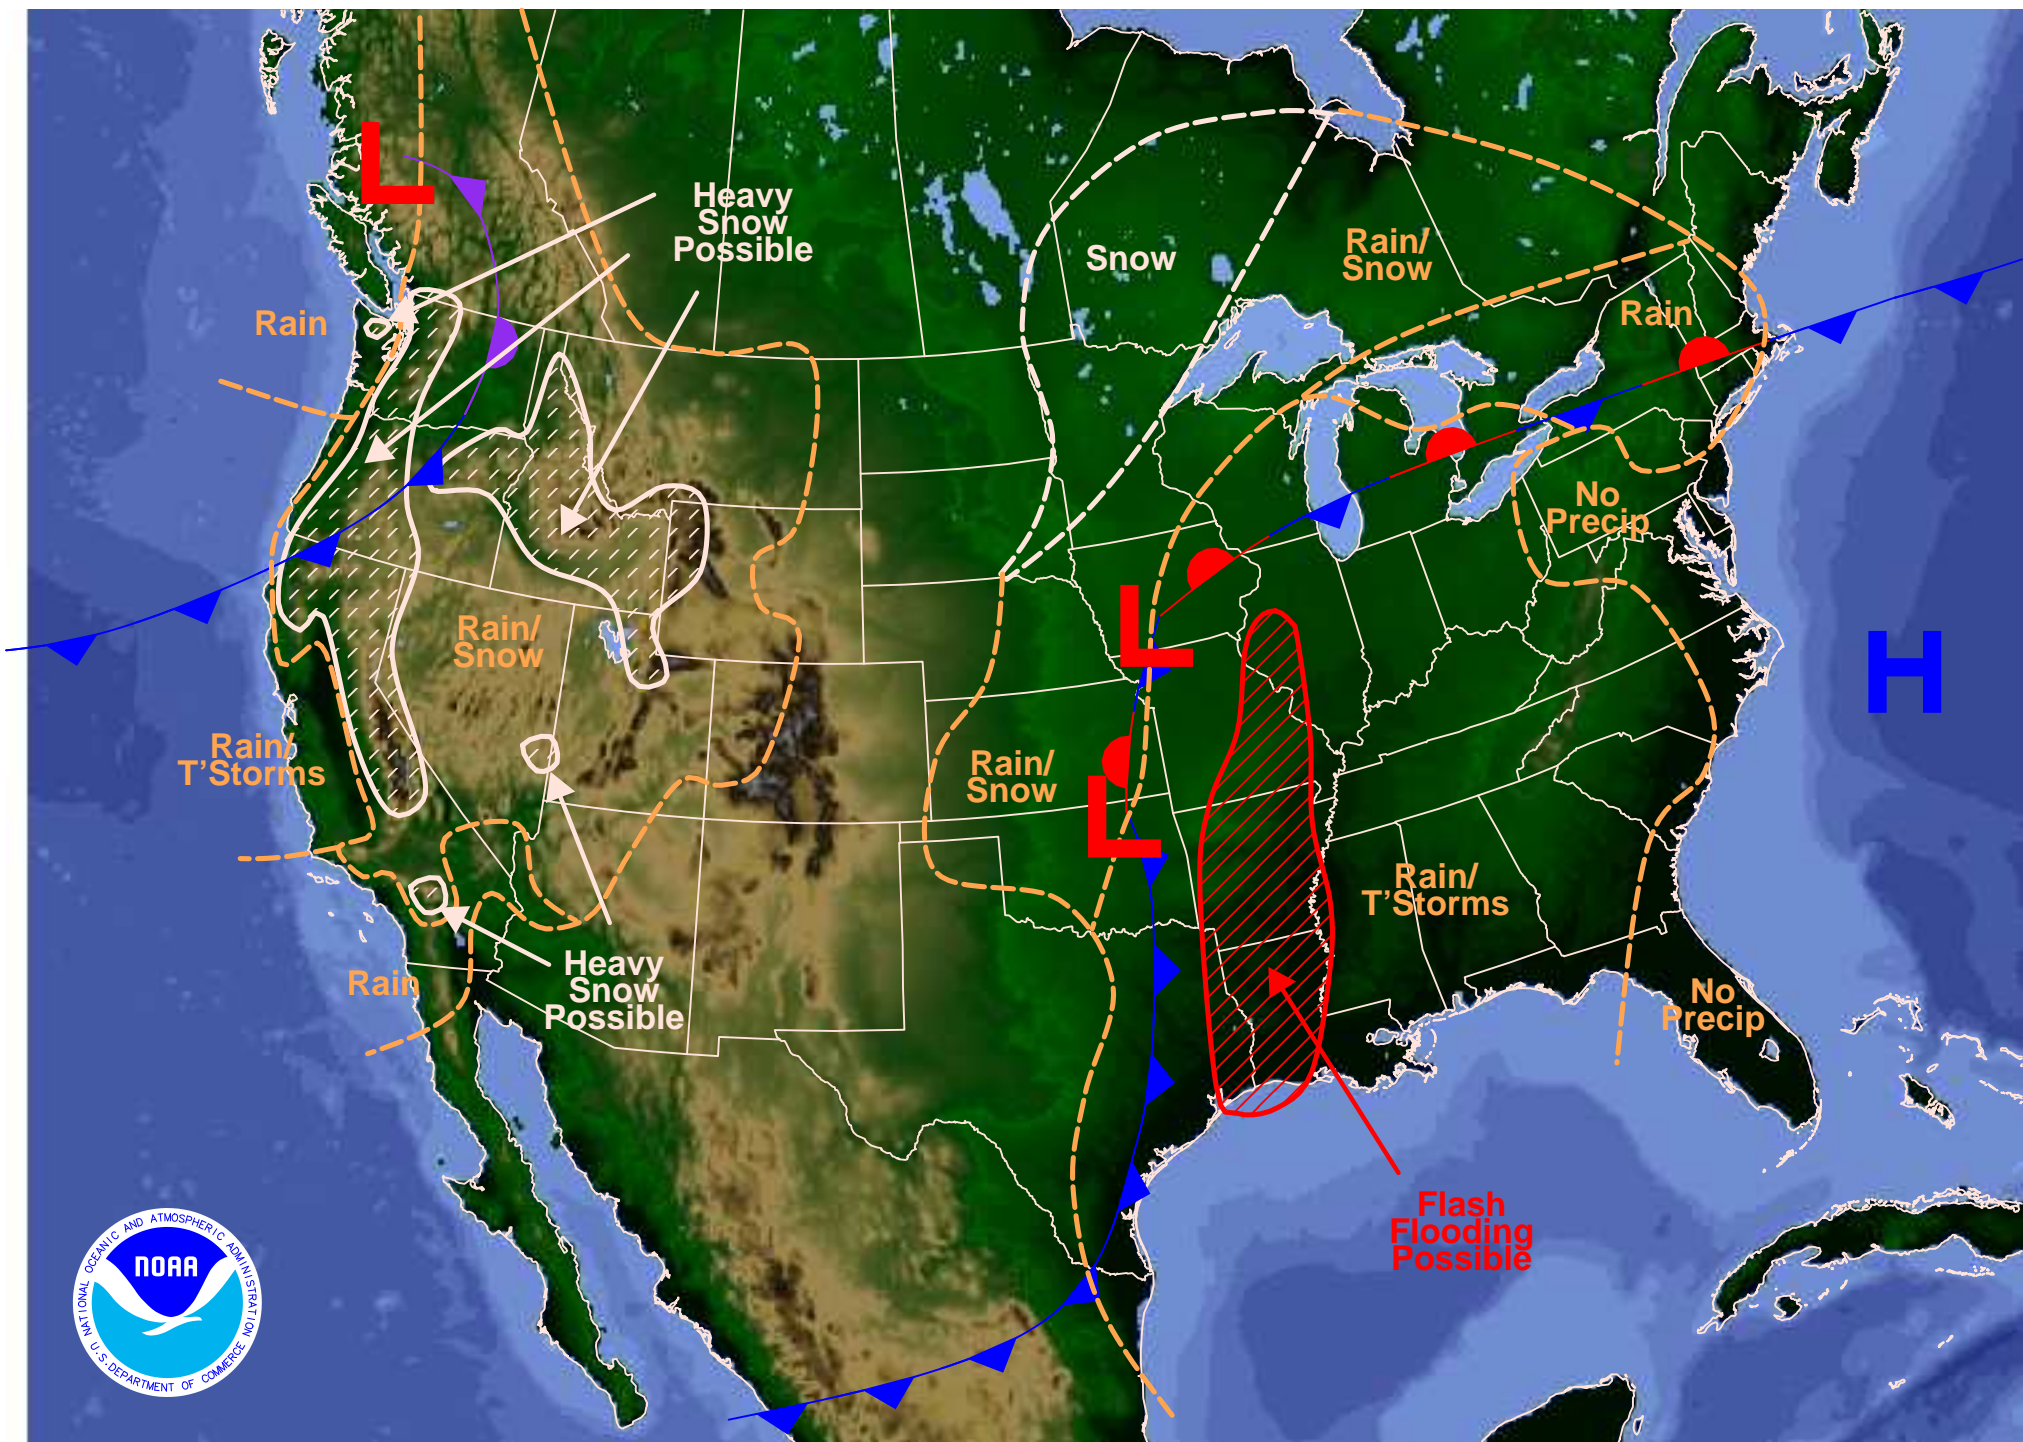 L
Heavy
Snow
Possible
Snow
Rain/
Snow
Rain
Rain
No
Precip
L
Rain/
Snow
H
Rain/
T'Storms
Rain/
Snow
L
Rain/
T'Storms
Heavy
Snow
Possible
Rain
No
Precip
Flash
Flooding
Possible
NATIONAL OCEANIC AND ATMOSPHERIC ADMINISTRATION
NOAA
U.S. DEPARTMENT OF COMMERCE